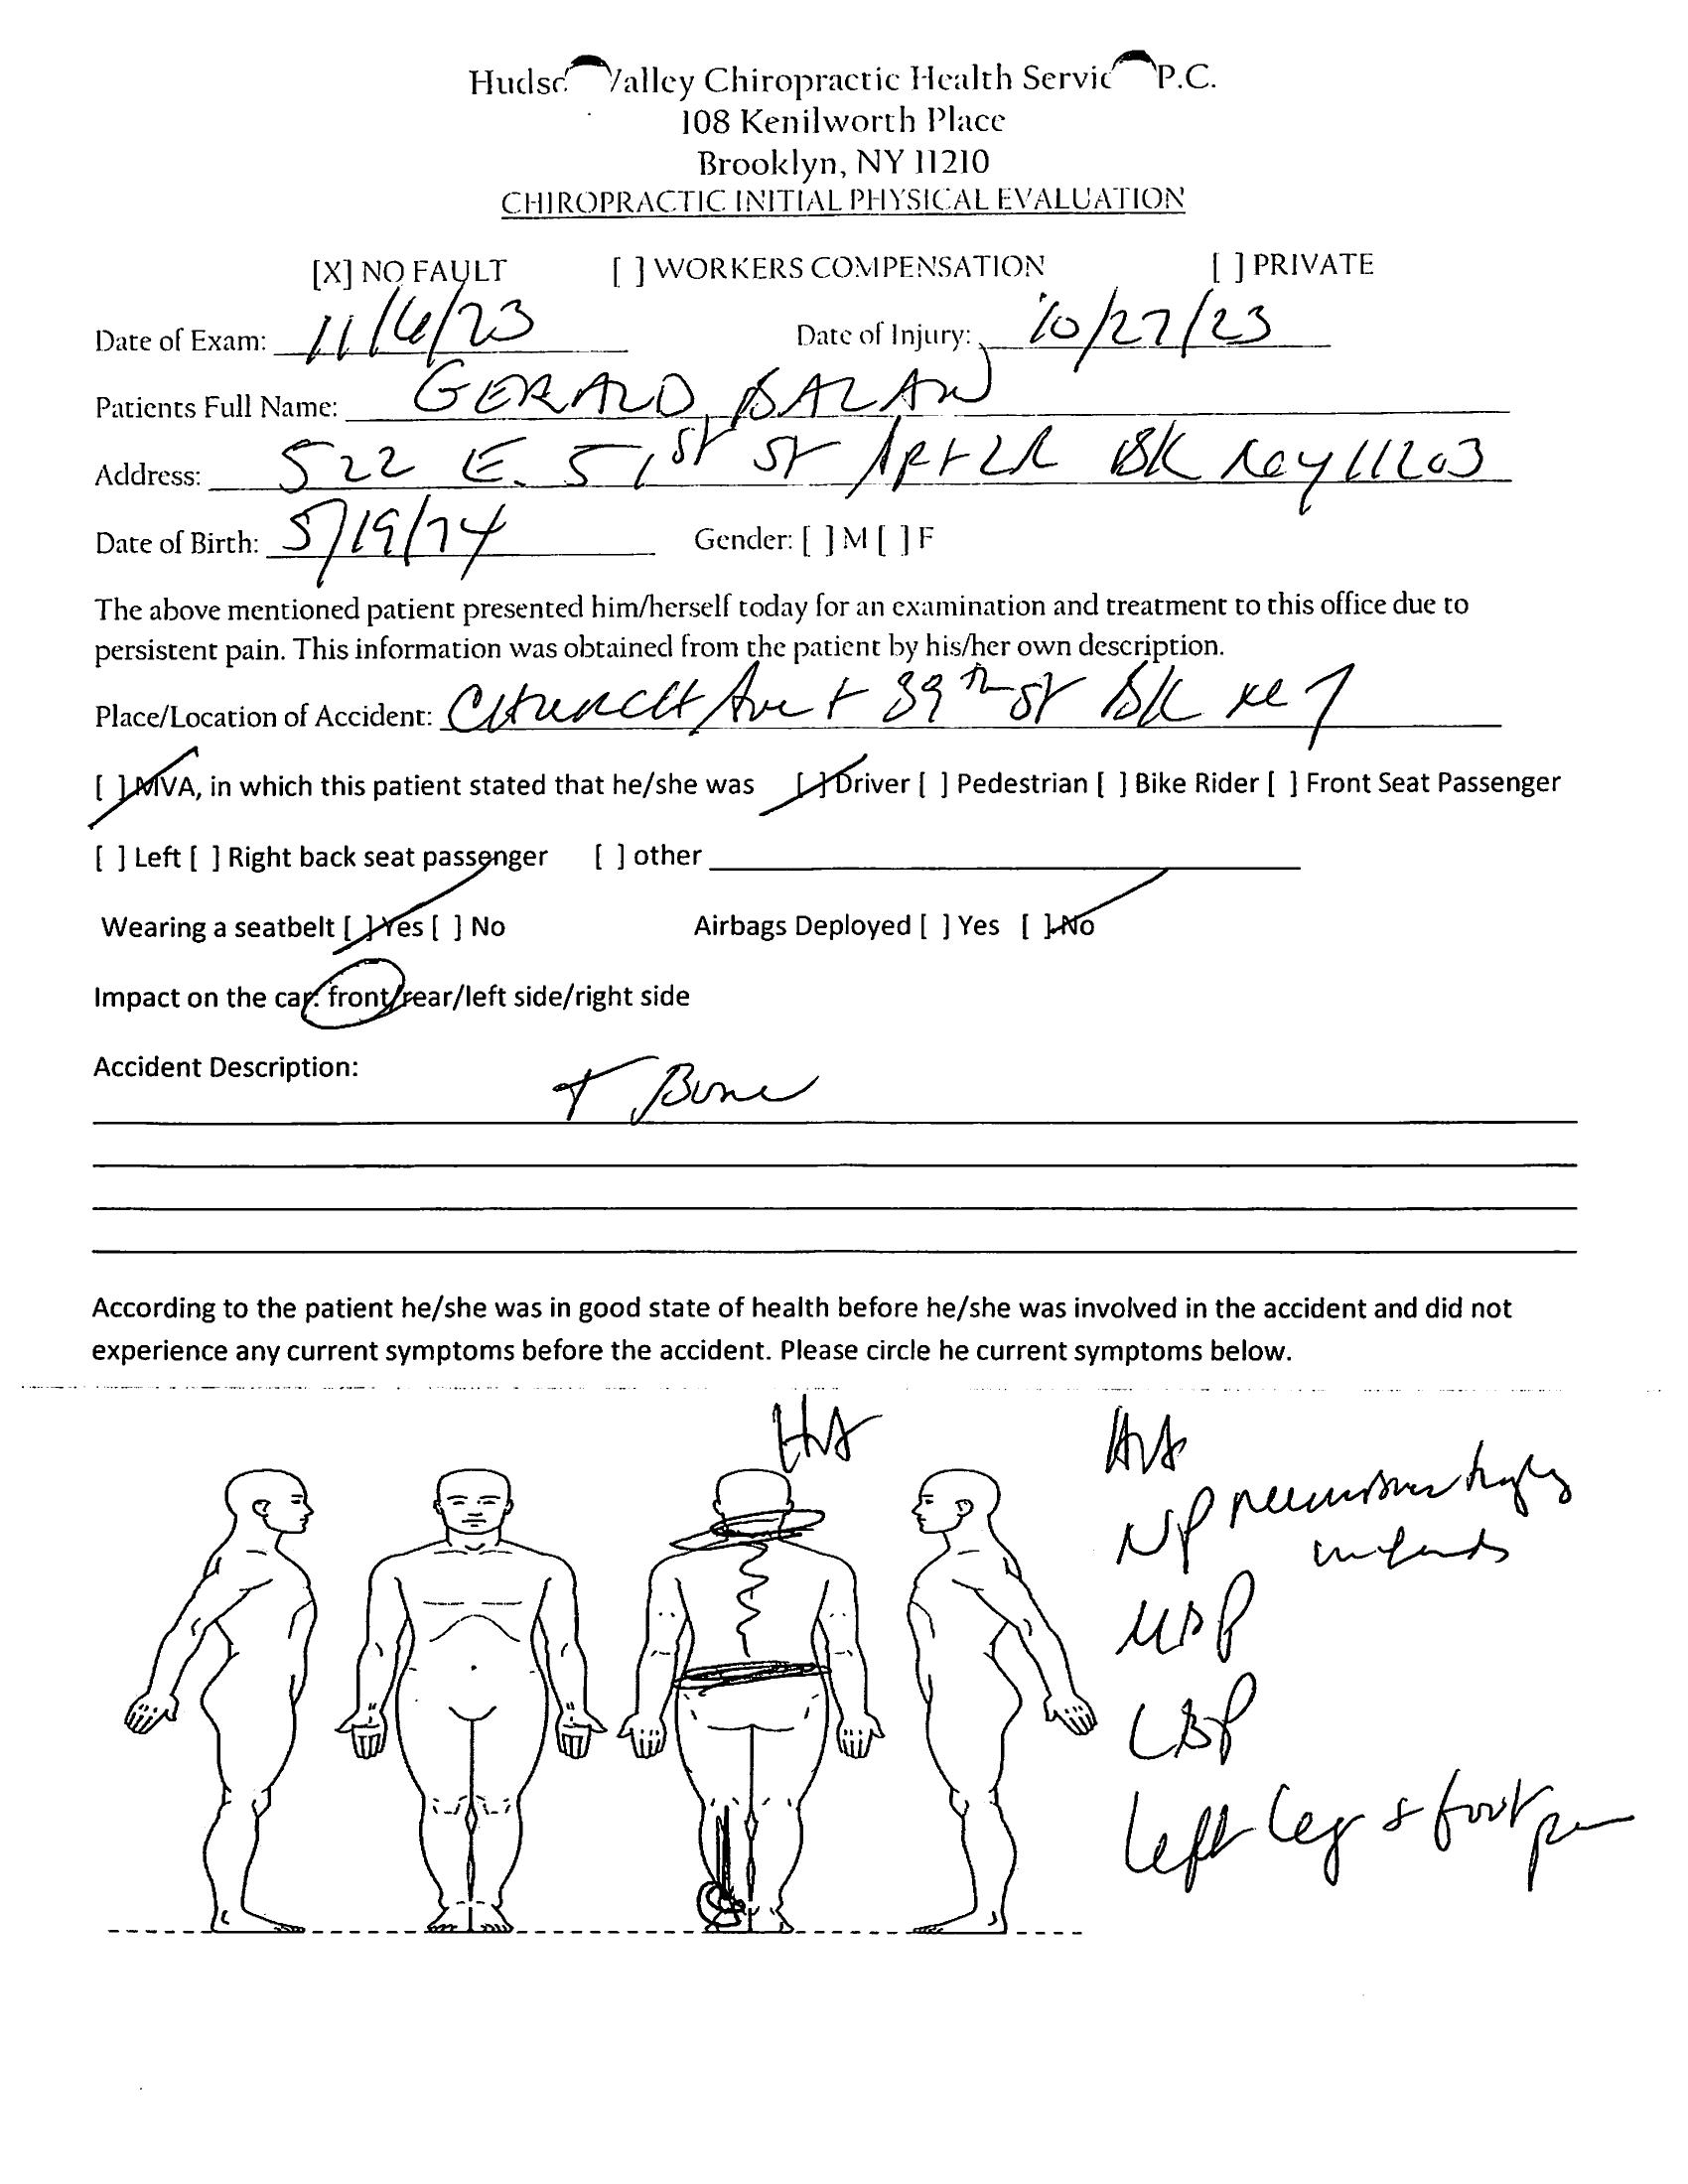 Hudso Valley Chiropractic Health Servic P.C.
108 Kenilworth Place
Brooklyn, NY 11210
CHIROPRACTIC INITIAL PHYSICAL EVALUATION
[X] NO FAULT [ ] WORKERS COMPENSATION [ ] PRIVATE
Date of Exam: 11/6/23 Date of Injury: 10/27/23
Patients Full Name: GERALD, BALAN
Address: 522 E. 51st St Apt 2R BK 11203
Date of Birth: 5/19/74 Gender: [ ] M [ ] F
The above mentioned patient presented him/herself today for an examination and treatment to this office due to
persistent pain. This information was obtained from the patient by his/her own description.
Place/Location of Accident: Church Ave + 39th St BK NY
[ ] MVA, in which this patient stated that he/she was [ ] Driver [ ] Pedestrian [ ] Bike Rider [ ] Front Seat Passenger
[ ] Left [ ] Right back seat passenger [ ] other
Wearing a seatbelt [ ] Yes [ ] No Airbags Deployed [ ] Yes [ ] No
Impact on the car: front/rear/left side/right side
Accident Description:
T Bone
According to the patient he/she was in good state of health before he/she was involved in the accident and did not
experience any current symptoms before the accident. Please circle he current symptoms below.
HA HA
NP
MBP
LBP
left leg & foot